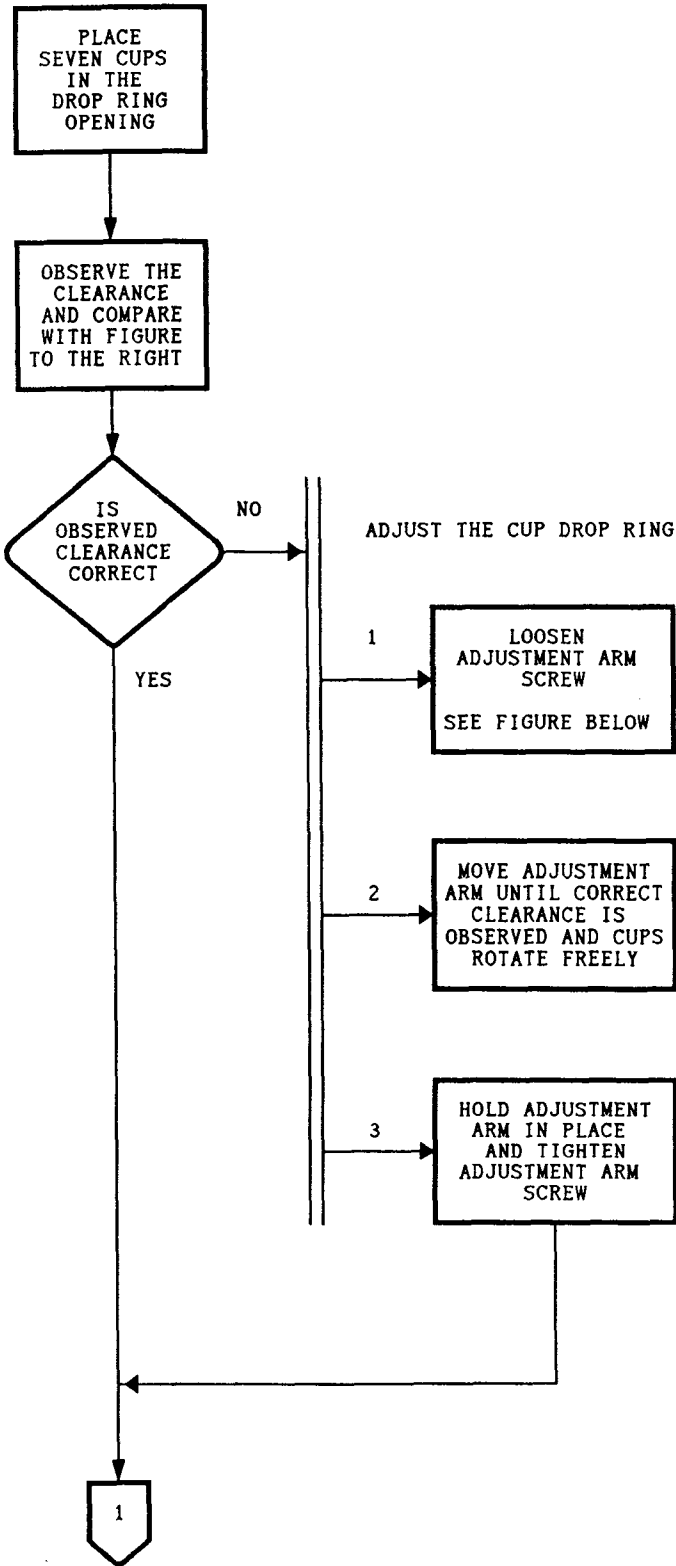 PLACE
SEVEN CUPS
IN THE
DROP RING
OPENING
OBSERVE THE
CLEARANCE
AND COMPARE
WITH FIGURE
TO THE RIGHT
IS
OBSERVED
CLEARANCE
CORRECT
NO
YES
ADJUST THE CUP DROP RING
1
LOOSEN
ADJUSTMENT ARM
SCREW
SEE FIGURE BELOW
2
MOVE ADJUSTMENT
ARM UNTIL CORRECT
CLEARANCE IS
OBSERVED AND CUPS
ROTATE FREELY
3
HOLD ADJUSTMENT
ARM IN PLACE
AND TIGHTEN
ADJUSTMENT ARM
SCREW
1